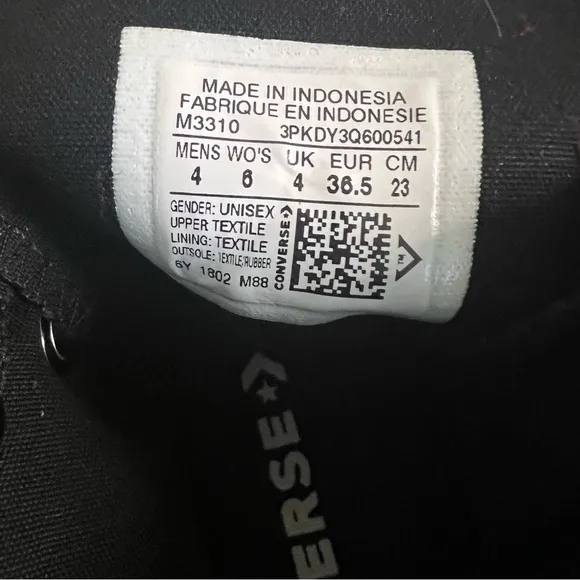 MADE IN INDONESIA
FABRIQUE EN INDONESIE
M3310 3PKDY3Q600541
MENS WO'S UK EUR CM
4 6 4 36.5 23
GENDER: UNISEX
UPPER: TEXTILE
LINING: TEXTILE
OUTSOLE: TEXTILE/RUBBER
6Y 1802 M88
CONVERSE
ERSE